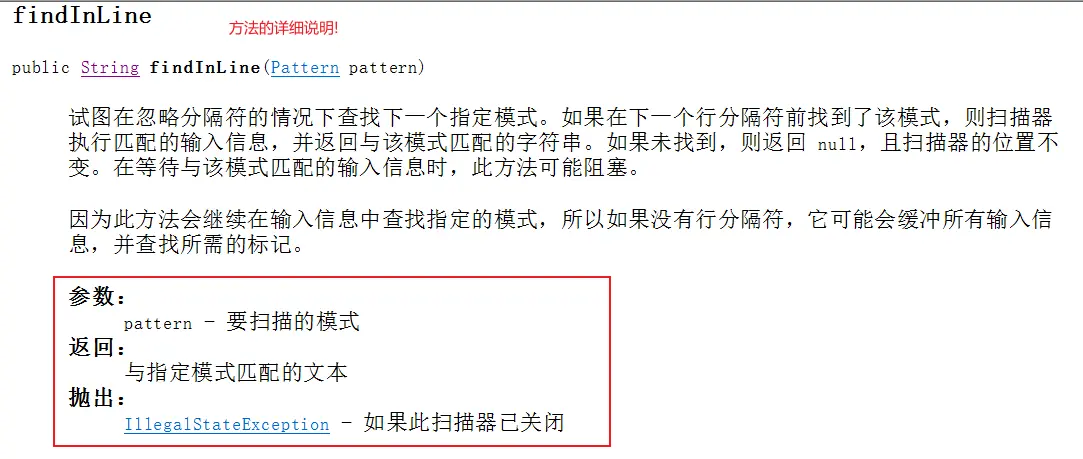 findInLine
方法的详细说明!
public String findInLine(Pattern pattern)
试图在忽略分隔符的情况下查找下一个指定模式。如果在下一个行分隔符前找到了该模式，则扫描器
执行匹配的输入信息，并返回与该模式匹配的字符串。如果未找到，则返回 null，且扫描器的位置不
变。在等待与该模式匹配的输入信息时，此方法可能阻塞。
因为此方法会继续在输入信息中查找指定的模式，所以如果没有行分隔符，它可能会缓冲所有输入信
息，并查找所需的标记。
参数：
pattern - 要扫描的模式
返回：
与指定模式匹配的文本
抛出：
IllegalStateException - 如果此扫描器已关闭